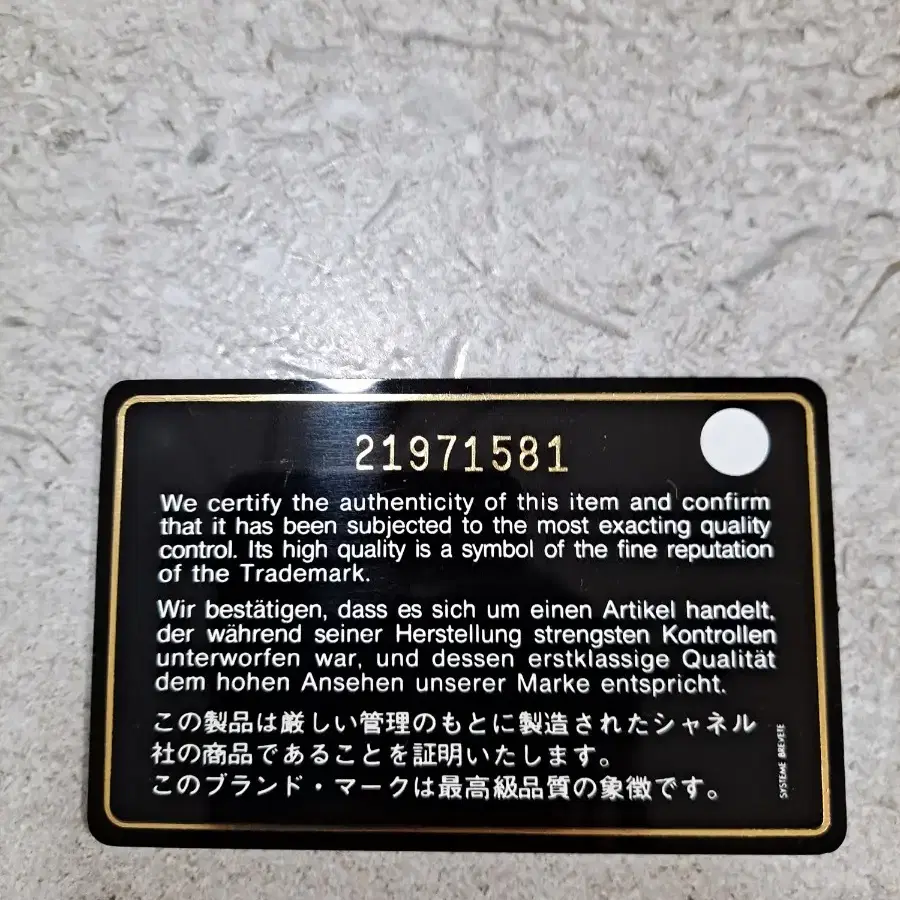 21971581
We certify the authenticity of this item and confirm
that it has been subjected to the most exacting quality
control. Its high quality is a symbol of the fine reputation
of the Trademark.
Wir bestätigen, dass es sich um einen Artikel handelt,
der während seiner Herstellung strengsten Kontrollen
unterworfen war, und dessen erstklassige Qualität
dem hohen Ansehen unserer Marke entspricht.
この製品は厳しい管理のもとに製造されたシャネル
社の商品であることを証明いたします。
このブランド・マークは最高級品質の象徴です。
SYSTEME BREVETE